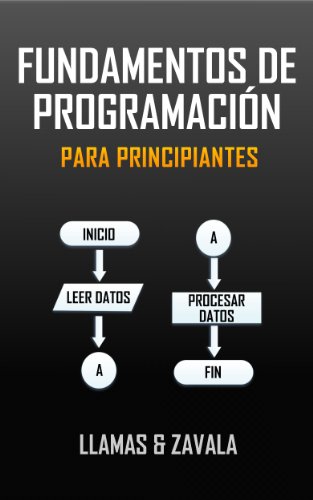 FUNDAMENTOS DE
PROGRAMACIÓN
PARA PRINCIPIANTES
INICIO
LEER DATOS
A
A
PROCESAR
DATOS
FIN
LLAMAS & ZAVALA